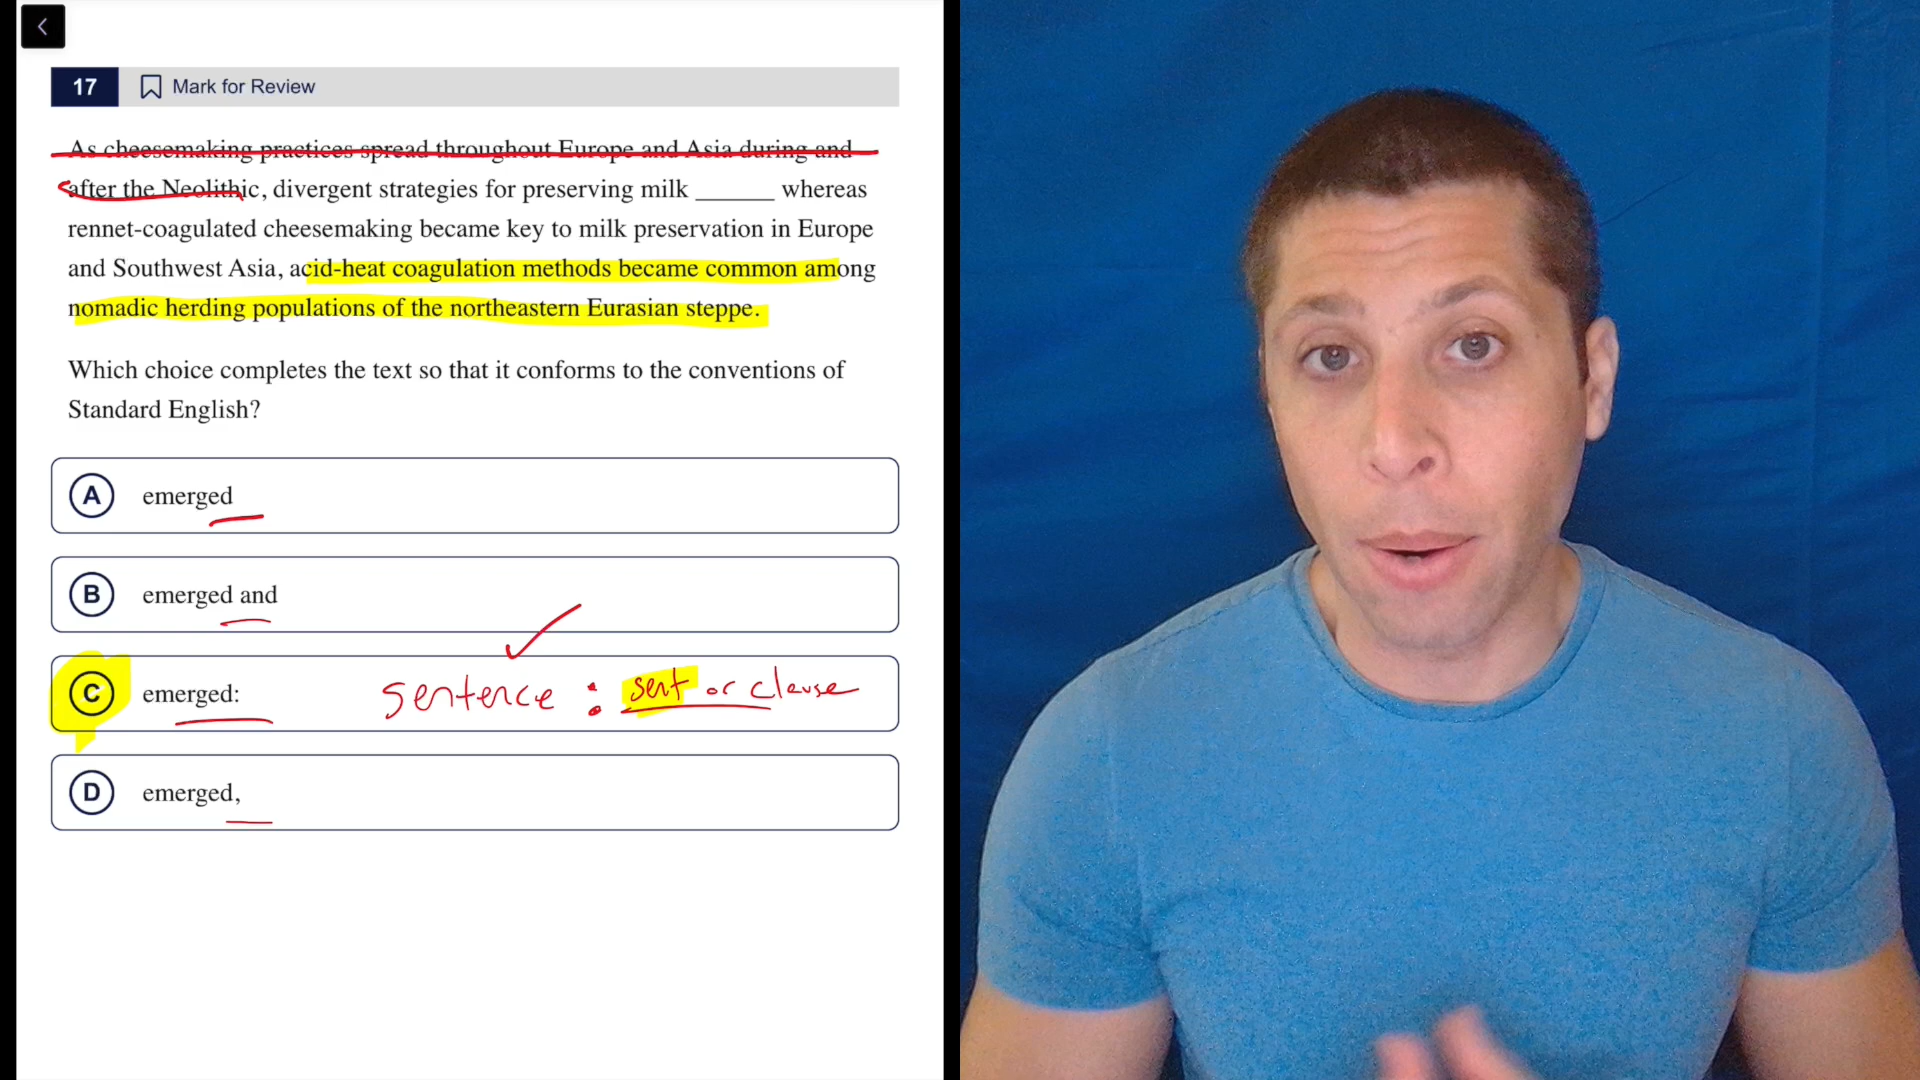 17 Mark for Review
As cheesemaking practices spread throughout Europe and Asia during and
after the Neolithic, divergent strategies for preserving milk ______ whereas
rennet-coagulated cheesemaking became key to milk preservation in Europe
and Southwest Asia, acid-heat coagulation methods became common among
nomadic herding populations of the northeastern Eurasian steppe.
Which choice completes the text so that it conforms to the conventions of
Standard English?
A emerged
B emerged and
C emerged: sentence : sent or clause
D emerged,